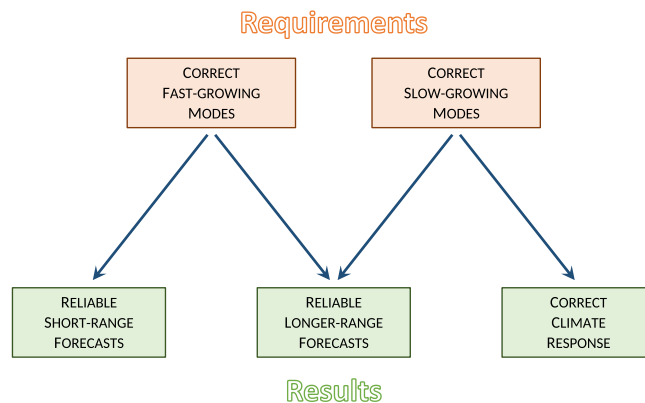 Requirements
CORRECT
FAST-GROWING
MODES
CORRECT
SLOW-GROWING
MODES
RELIABLE
SHORT-RANGE
FORECASTS
RELIABLE
LONGER-RANGE
FORECASTS
CORRECT
CLIMATE
RESPONSE
Results